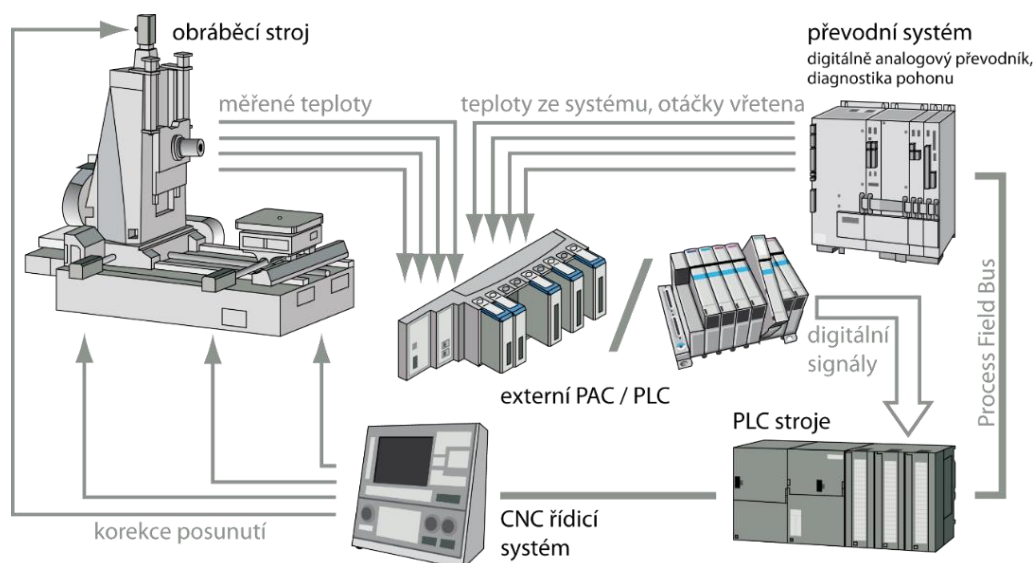 obráběcí stroj
převodní systém
digitálně analogový převodník,
diagnostika pohonu
měřené teploty
teploty ze systému, otáčky vřetena
digitální
signály
Process Field Bus
externí PAC / PLC
PLC stroje
CNC řídicí
systém
korekce posunutí